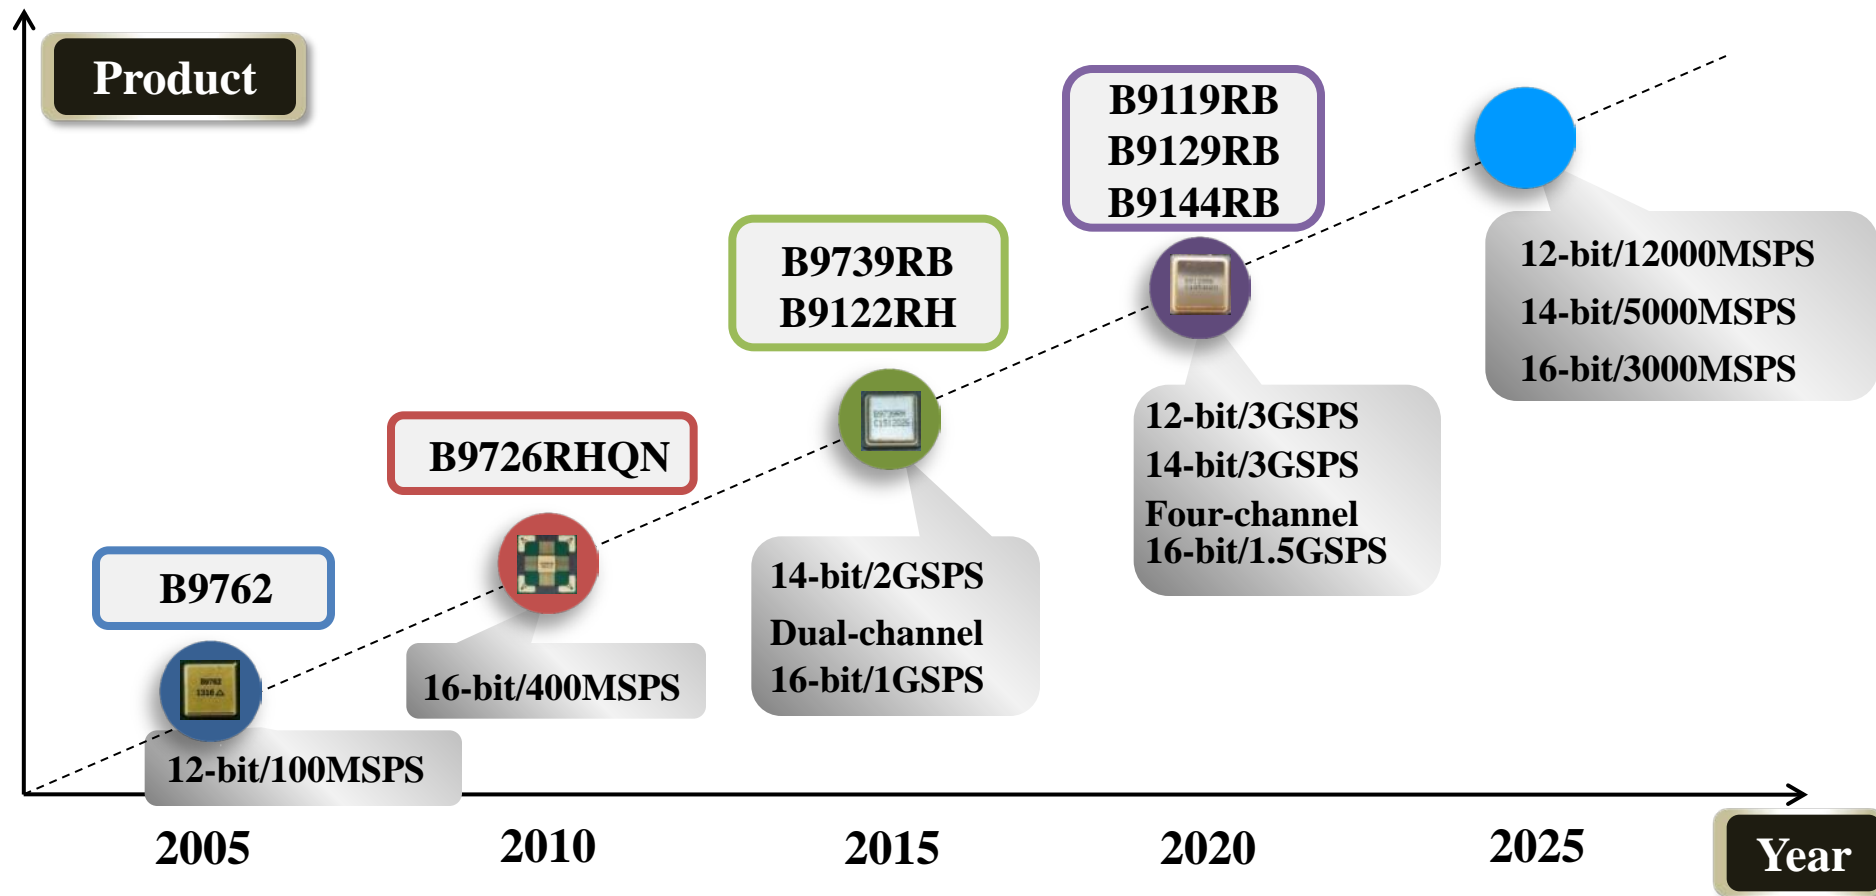 Product
B9119RB
B9129RB
B9144RB
B9739RB
B9122RH
B9726RHQN
B9762
12-bit/12000MSPS
14-bit/5000MSPS
16-bit/3000MSPS
12-bit/3GSPS
14-bit/3GSPS
Four-channel
16-bit/1.5GSPS
14-bit/2GSPS
Dual-channel
16-bit/1GSPS
16-bit/400MSPS
B9762
1316
12-bit/100MSPS
2005
2010
2015
2020
2025
Year